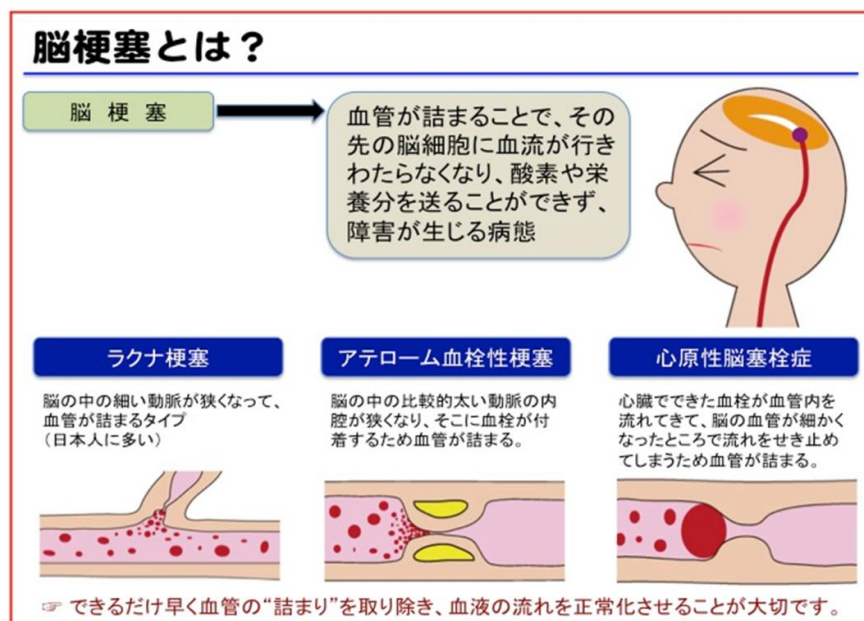 脳梗塞とは？
脳 梗 塞
血管が詰まることで、その
先の脳細胞に血流が行き
わたらなくなり、酸素や栄
養分を送ることができず、
障害が生じる病態
ラクナ梗塞
脳の中の細い動脈が狭くなって、
血管が詰まるタイプ
（日本人に多い）
アテローム血栓性梗塞
脳の中の比較的太い動脈の内
腔が狭くなり、そこに血栓が付
着するため血管が詰まる。
心原性脳塞栓症
心臓でできた血栓が血管内を
流れてきて、脳の血管が細かく
なったところで流れをせき止め
てしまうため血管が詰まる。
☞ できるだけ早く血管の“詰まり”を取り除き、血液の流れを正常化させることが大切です。